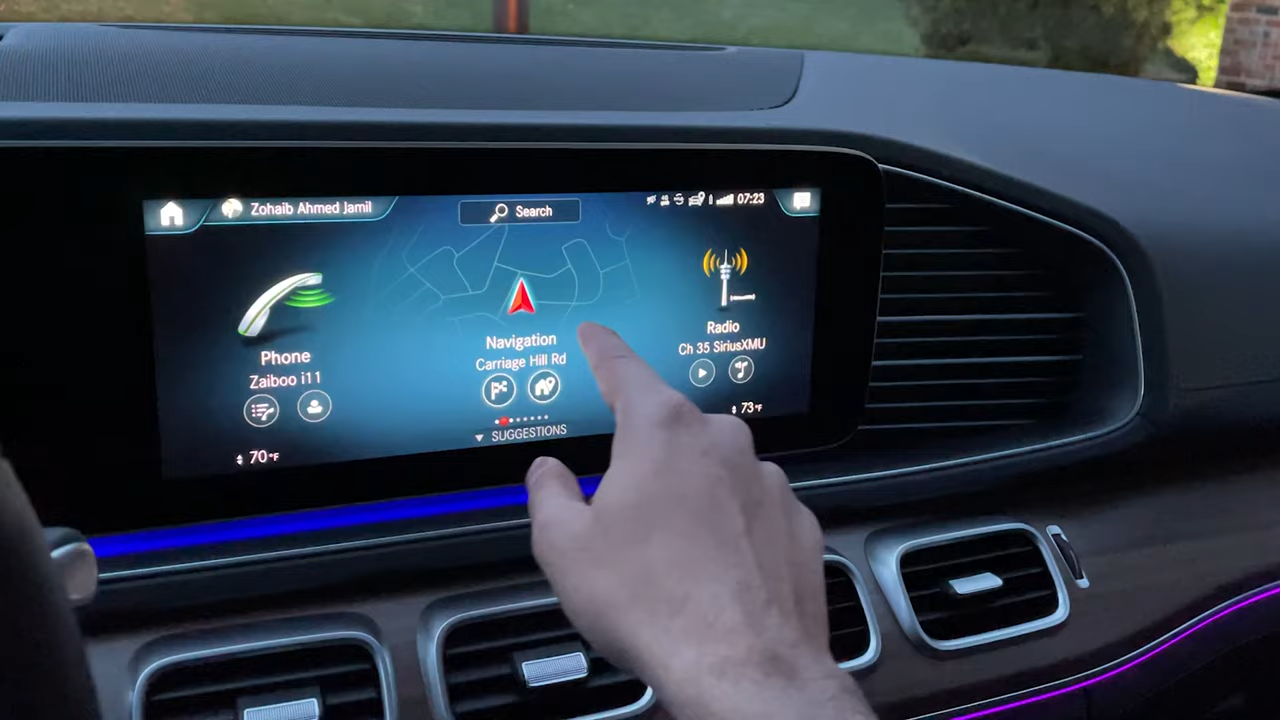 Zohaib Ahmed Jamil
Search
07:23
Phone
Zaiboo i11
Navigation
Carriage Hill Rd
Radio
Ch 35 SiriusXMU
SUGGESTIONS
70°F
73°F